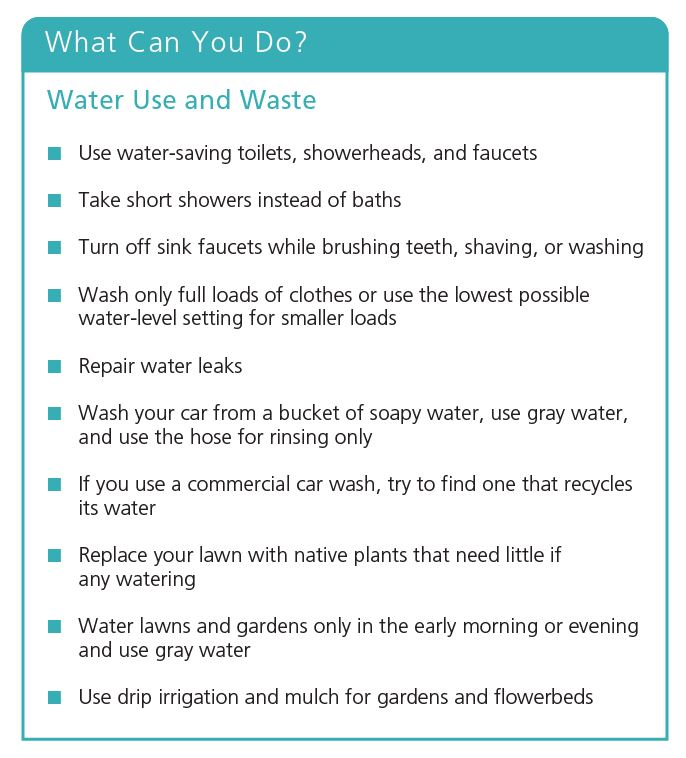 What Can You Do?
Water Use and Waste
■ Use water-saving toilets, showerheads, and faucets
■ Take short showers instead of baths
■ Turn off sink faucets while brushing teeth, shaving, or washing
■ Wash only full loads of clothes or use the lowest possible
water-level setting for smaller loads
■ Repair water leaks
■ Wash your car from a bucket of soapy water, use gray water,
and use the hose for rinsing only
■ If you use a commercial car wash, try to find one that recycles
its water
■ Replace your lawn with native plants that need little if
any watering
■ Water lawns and gardens only in the early morning or evening
and use gray water
■ Use drip irrigation and mulch for gardens and flowerbeds